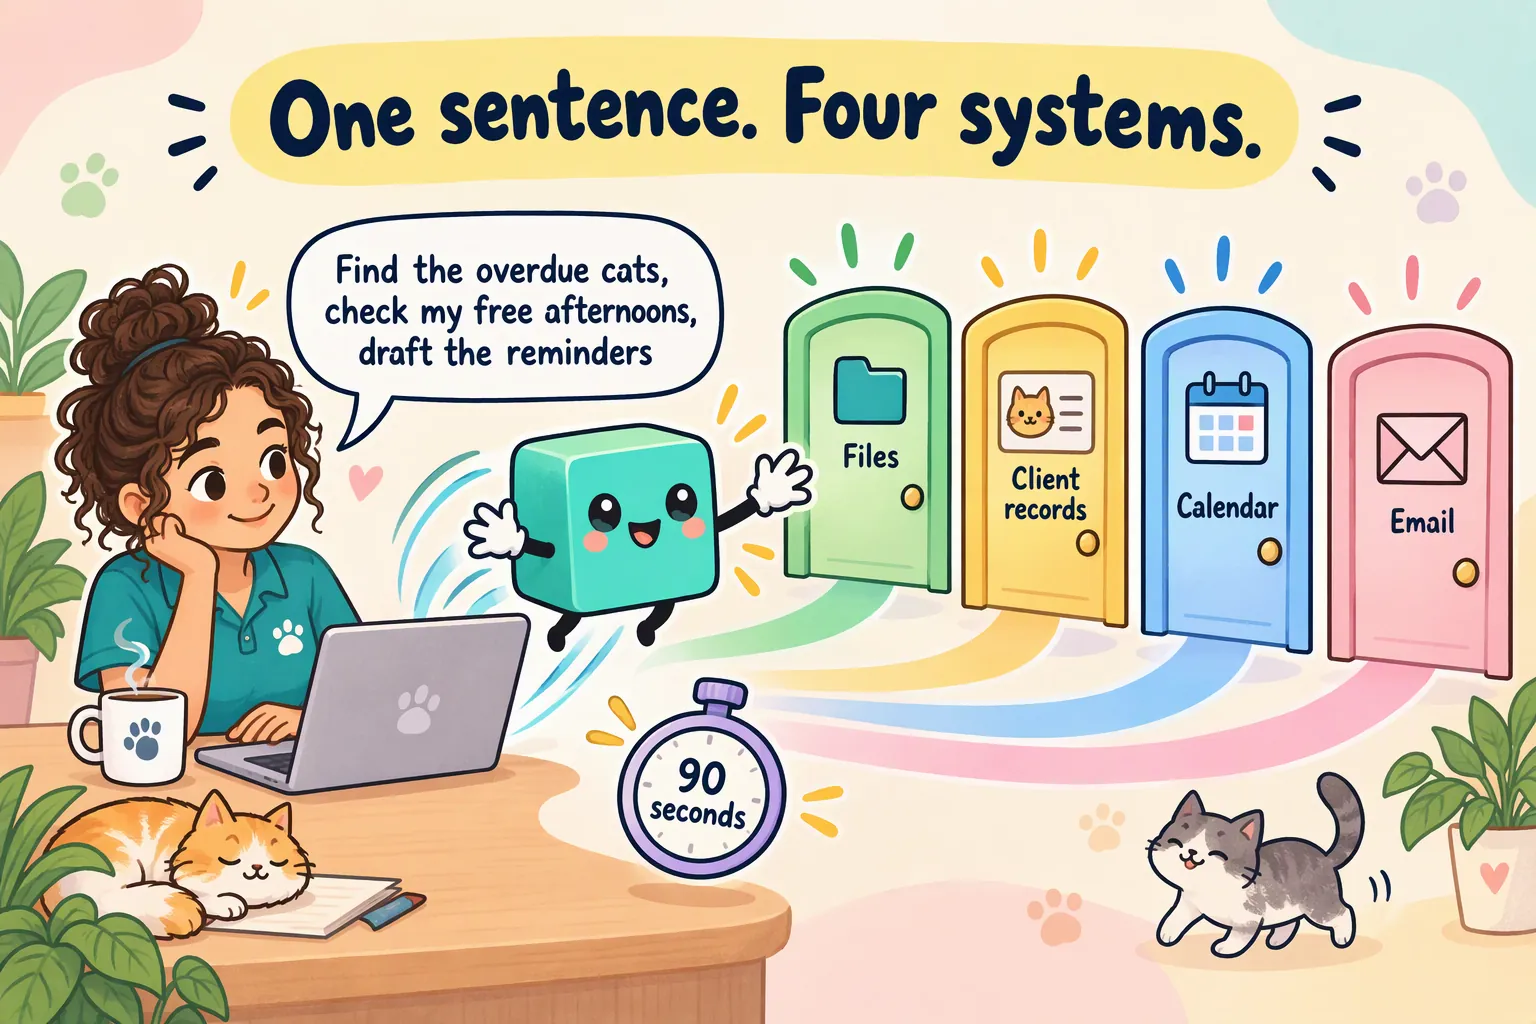 One sentence. Four systems.
Find the overdue cats,
check my free afternoons,
draft the reminders
Files
Client
records
Calendar
Email
90
seconds